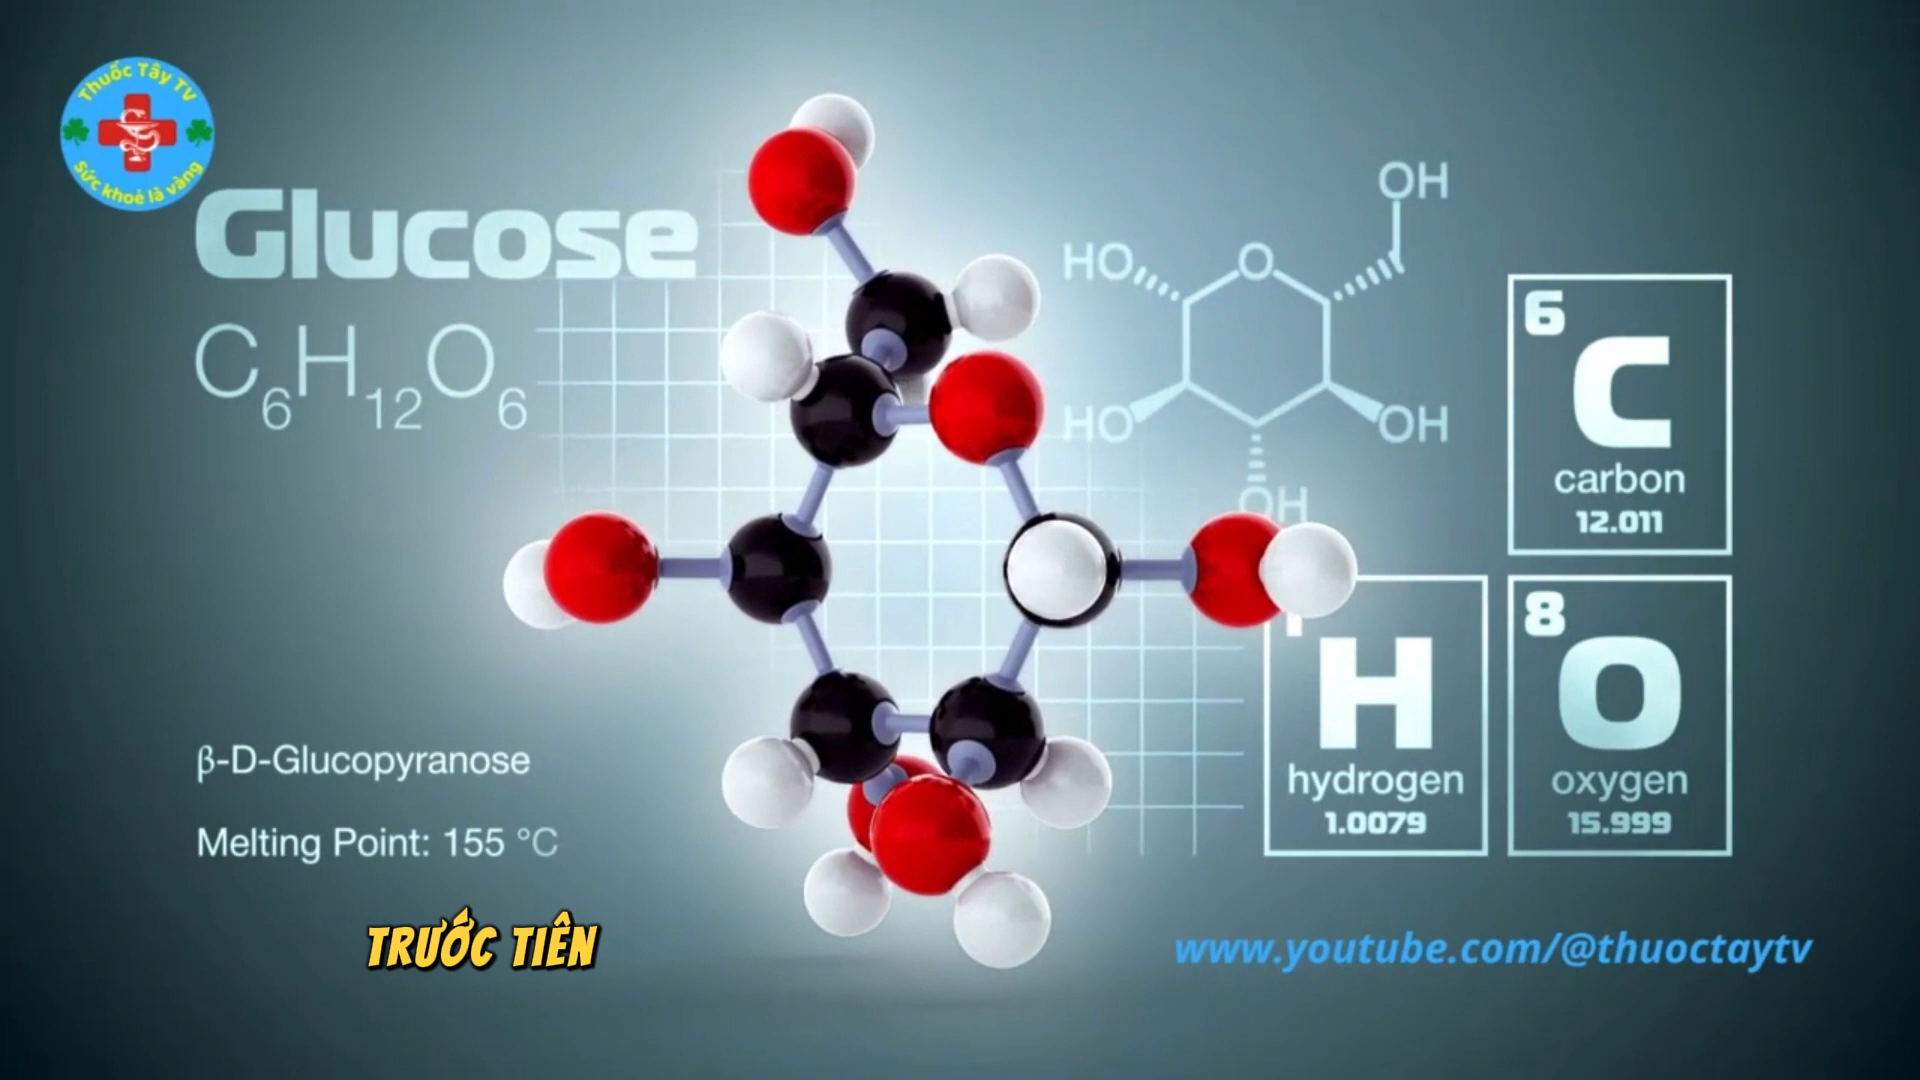 Thuốc Tây TV
Sức khoẻ là vàng
Glucose
C6H12O6
OH
HO
O
HO
OH
OH
6
C
carbon
12.011
H
hydrogen
1.0079
8
O
oxygen
15.999
β-D-Glucopyranose
Melting Point: 155 °C
TRƯỚC TIÊN
www.youtube.com/@thuoctaytv